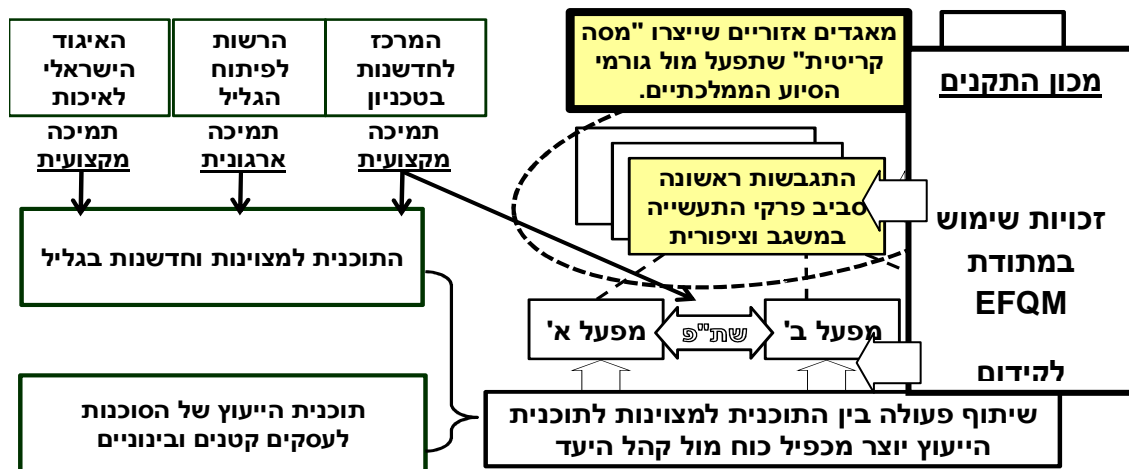 האיגוד
הישראלי
לאיכות
הרשות
לפיתוח
הגליל
המרכז
לחדשנות
בטכניון
תמיכה
מקצועית
תמיכה
ארגונית
תמיכה
מקצועית
מאגדים אזוריים שייצרו "מסה
קריטית" שתפעל מול גורמי
הסיוע הממלכתיים.
מכון התקנים
התגבשות ראשונה
סביב פרקי התעשייה
במשגב וציפורית
זכויות שימוש
במתודת
EFQM
לקידום
התוכנית למצוינות וחדשנות בגליל
מפעל א'
שת"פ
מפעל ב'
תוכנית הייעוץ של הסוכנות
לעסקים קטנים ובינוניים
שיתוף פעולה בין התוכנית למצוינות לתוכנית
הייעוץ יוצר מכפיל כוח מול קהל היעד